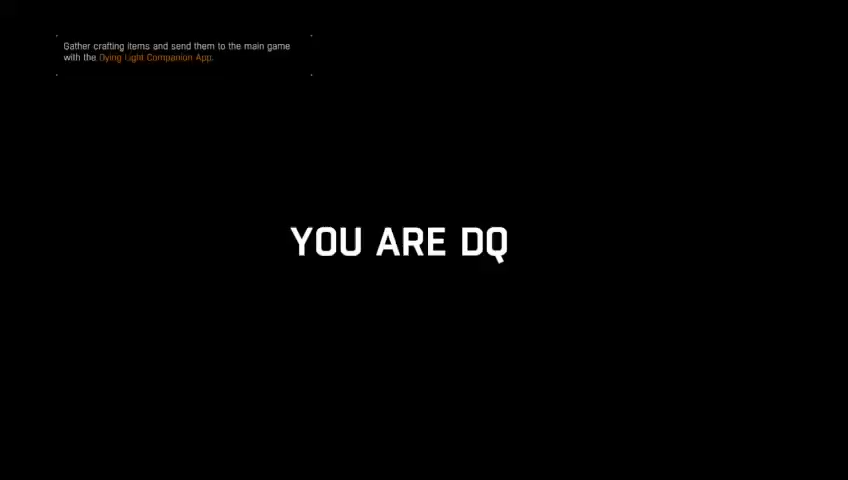 Gather crafting items and send them to the main game
with the Dying Light Companion App.
YOU ARE DQ